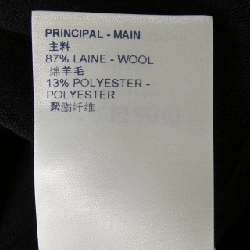 PRINCIPAL - MAIN
主料
87% LAINE - WOOL
绵羊毛
13% POLYESTER -
POLYESTER
聚酯纤维